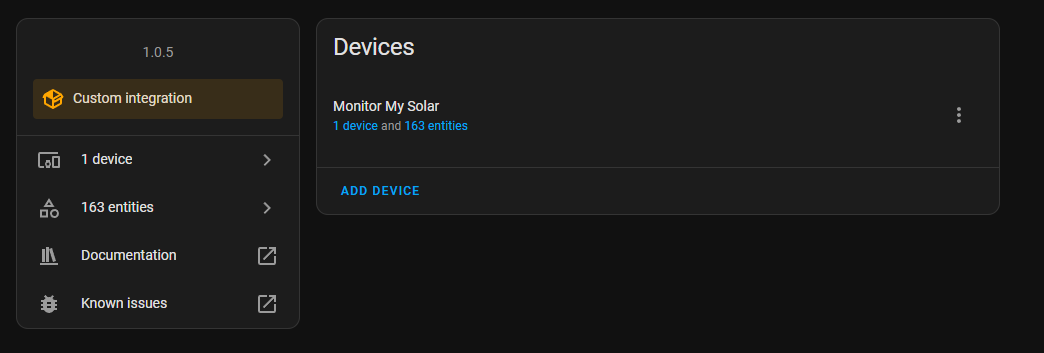 1.0.5
Custom integration
1 device
163 entities
Documentation
Known issues
Devices
Monitor My Solar
1 device and 163 entities
ADD DEVICE